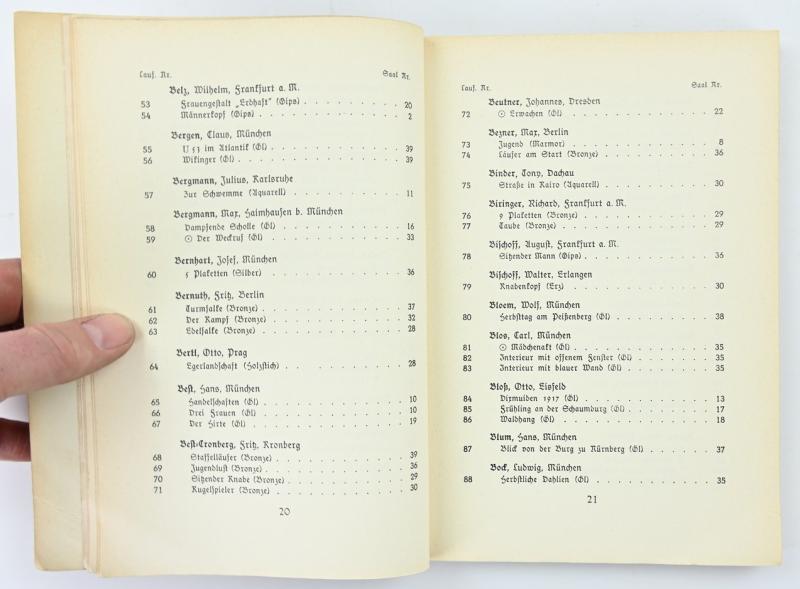 Lauf. Nr. Saal Nr.
Belz, Wilhelm, Frankfurt a. M.
53 Frauengestalt „Erdhaft" (Gips) . . . . . . . . . 20
54 Männerkopf (Gips) . . . . . . . . . 2
Bergen, Claus, München
55 U 53 im Atlantik (Öl) . . . . . . . . . 39
56 Wikinger (Öl) . . . . . . . . . 39
Bergmann, Julius, Karlsruhe
57 Zur Schwemme (Aquarell) . . . . . . . . . 11
Bergmann, Max, Haimhausen b. München
58 Dampfende Scholle (Öl) . . . . . . . . . 16
59 ⊙ Der Weckruf (Öl) . . . . . . . . . 33
Bernhart, Josef, München
60 5 Plaketten (Silber) . . . . . . . . . 36
Bernuth, Fritz, Berlin
61 Turmfalke (Bronze) . . . . . . . . . 37
62 Der Kampf (Bronze) . . . . . . . . . 32
63 Edelfalke (Bronze) . . . . . . . . . 28
Bertl, Otto, Prag
64 Egerlandschaft (Holzstich) . . . . . . . . . 28
Best, Hans, München
65 Handelschaften (Öl) . . . . . . . . . 10
66 Drei Frauen (Öl) . . . . . . . . . 10
67 Der Hirte (Öl) . . . . . . . . . 19
Best-Cronberg, Fritz, Kronberg
68 Staffelläufer (Bronze) . . . . . . . . . 39
69 Jugendlust (Bronze) . . . . . . . . . 36
70 Sitzender Knabe (Bronze) . . . . . . . . . 29
71 Kugelspieler (Bronze) . . . . . . . . . 30
20
Lauf. Nr. Saal Nr.
Beutner, Johannes, Dresden
72 ⊙ Erwachen (Öl) . . . . . . . . . 22
Bezner, Max, Berlin
73 Jugend (Marmor) . . . . . . . . . 8
74 Läufer am Start (Bronze) . . . . . . . . . 36
Binder, Tony, Dachau
75 Straße in Kairo (Aquarell) . . . . . . . . . 30
Biringer, Richard, Frankfurt a. M.
76 9 Plaketten (Bronze) . . . . . . . . . 29
77 Taube (Bronze) . . . . . . . . . 29
Bischoff, August, Frankfurt a. M.
78 Sitzender Mann (Gips) . . . . . . . . . 36
Bischoff, Walter, Erlangen
79 Knabenkopf (Erz) . . . . . . . . . 30
Bloem, Wolf, München
80 Herbsttag am Peißenberg (Öl) . . . . . . . . . 38
Blos, Carl, München
81 ⊙ Mädchenakt (Öl) . . . . . . . . . 35
82 Interieur mit offenem Fenster (Öl) . . . . . . . . . 35
83 Interieur mit blauer Wand (Öl) . . . . . . . . . 35
Bloß, Otto, Eisfeld
84 Dixmuiden 1917 (Öl) . . . . . . . . . 13
85 Frühling an der Schaumburg (Öl) . . . . . . . . . 17
86 Waldhang (Öl) . . . . . . . . . 18
Blum, Hans, München
87 Blick von der Burg zu Nürnberg (Öl) . . . . . . . . . 37
Bock, Ludwig, München
88 Herbstliche Dahlien (Öl) . . . . . . . . . 35
21